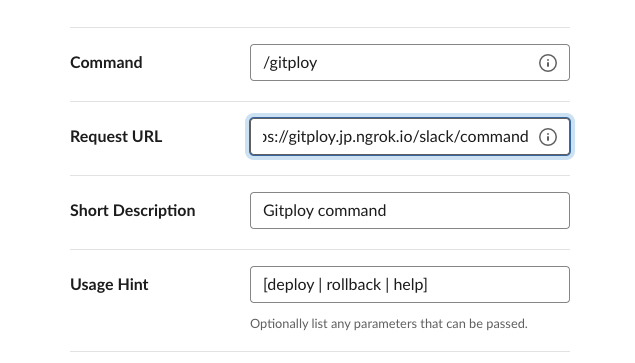 Command
/gitploy
Request URL
ps://gitploy.jp.ngrok.io/slack/command
Short Description
Gitploy command
Usage Hint
[deploy | rollback | help]
Optionally list any parameters that can be passed.